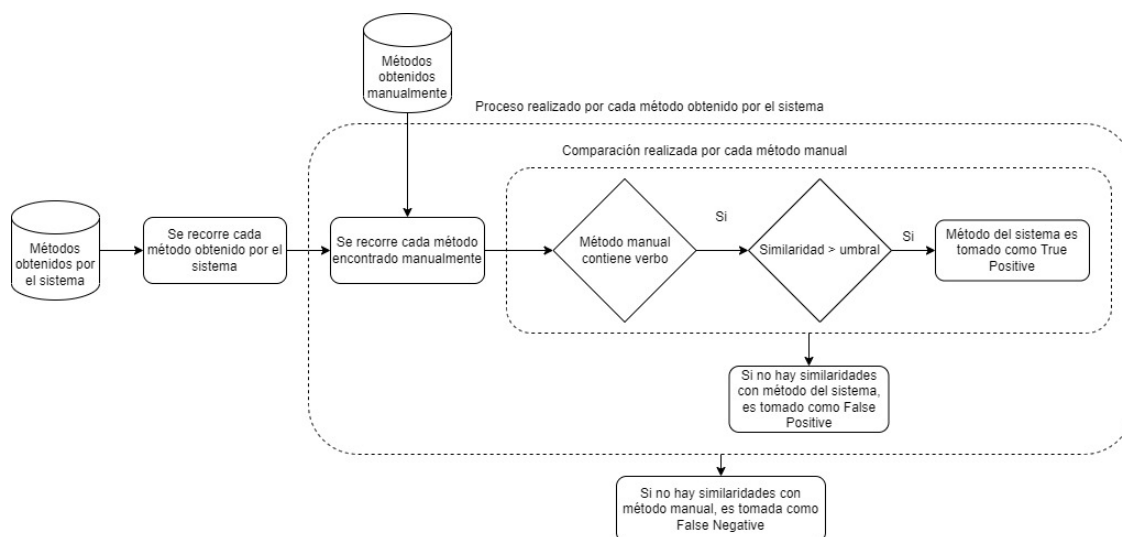 Métodos
obtenidos
manualmente
Proceso realizado por cada método obtenido por el sistema
Comparación realizada por cada método manual
Métodos
obtenidos por
el sistema
Se recorre cada
método obtenido por el
sistema
Se recorre cada método
encontrado manualmente
Método manual
contiene verbo
Si
Similaridad > umbral
Si
Método del sistema es
tomado como True
Positive
Si no hay similaridades
con método del sistema,
es tomado como False
Positive
Si no hay similaridades con
método manual, es tomada como
False Negative